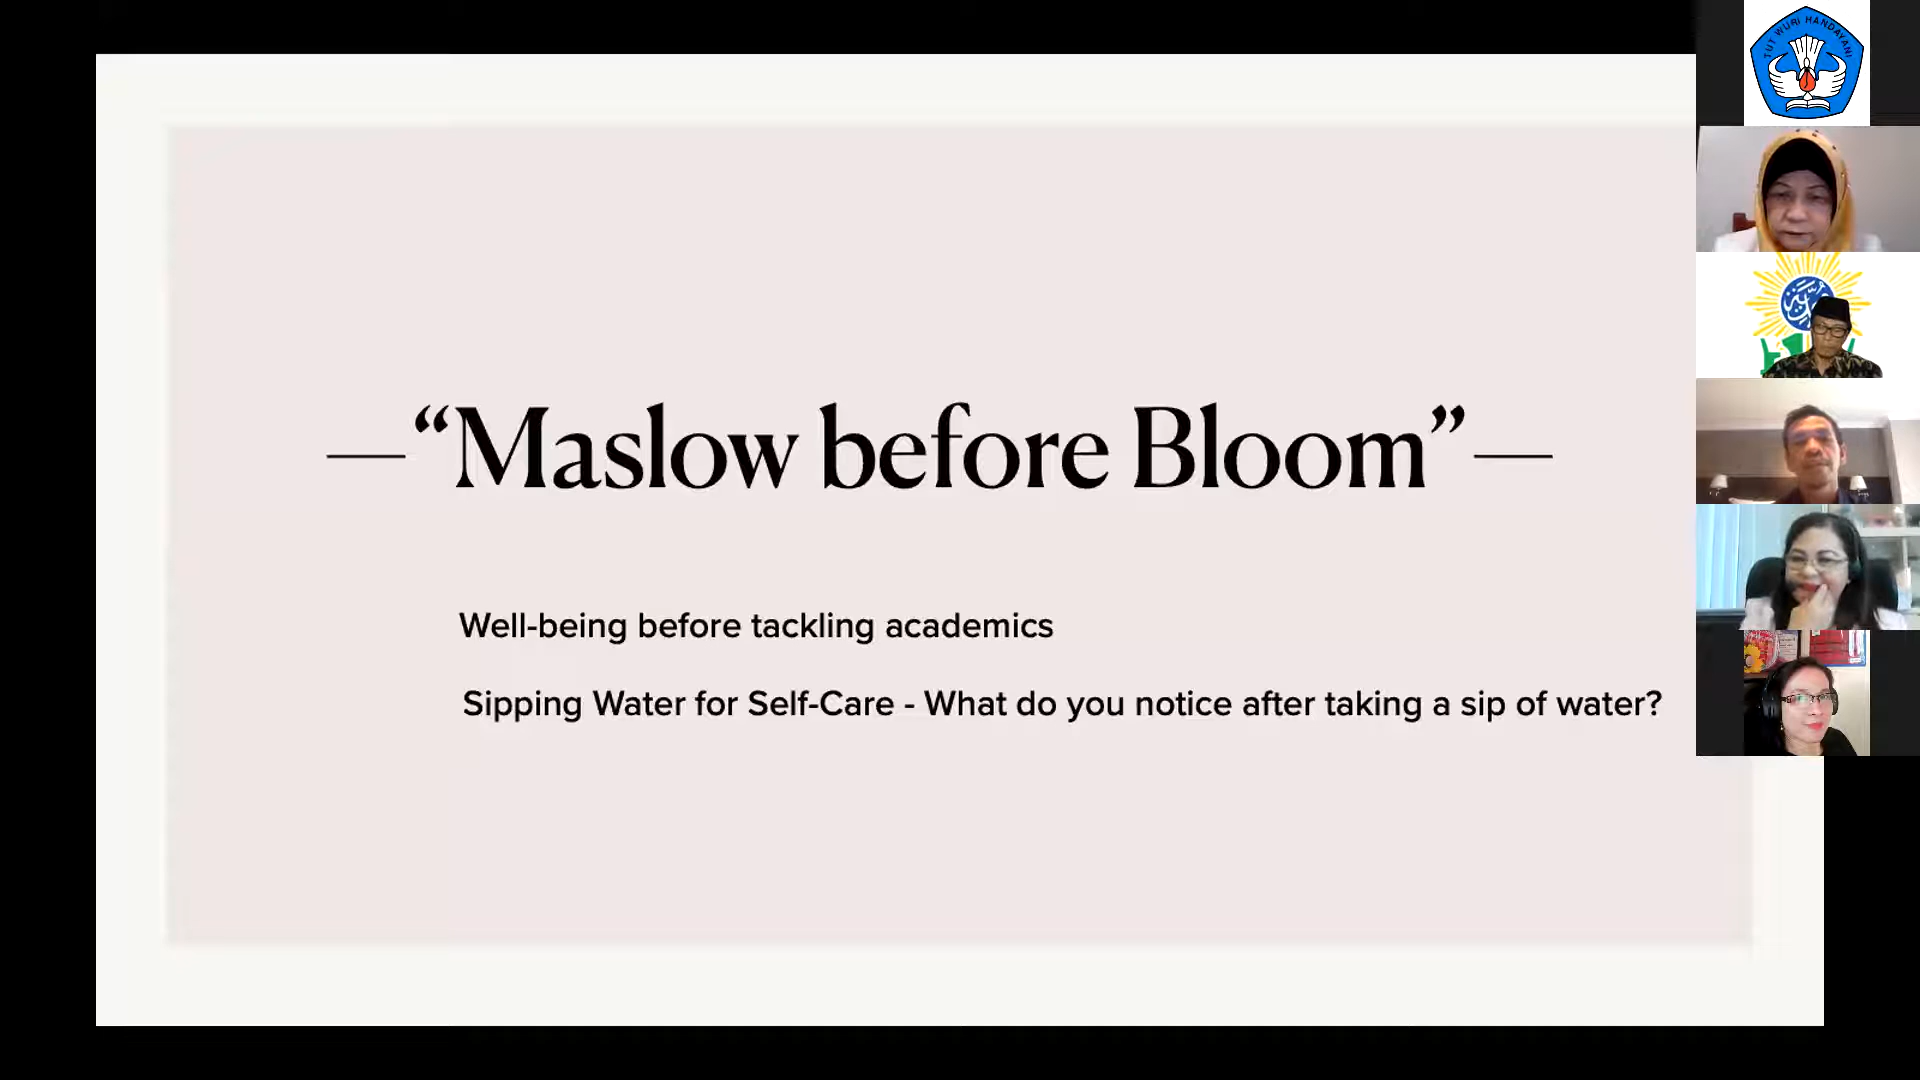 “Maslow before Bloom”
Well-being before tackling academics
Sipping Water for Self-Care - What do you notice after taking a sip of water?
TUT WURI HANDAYANI